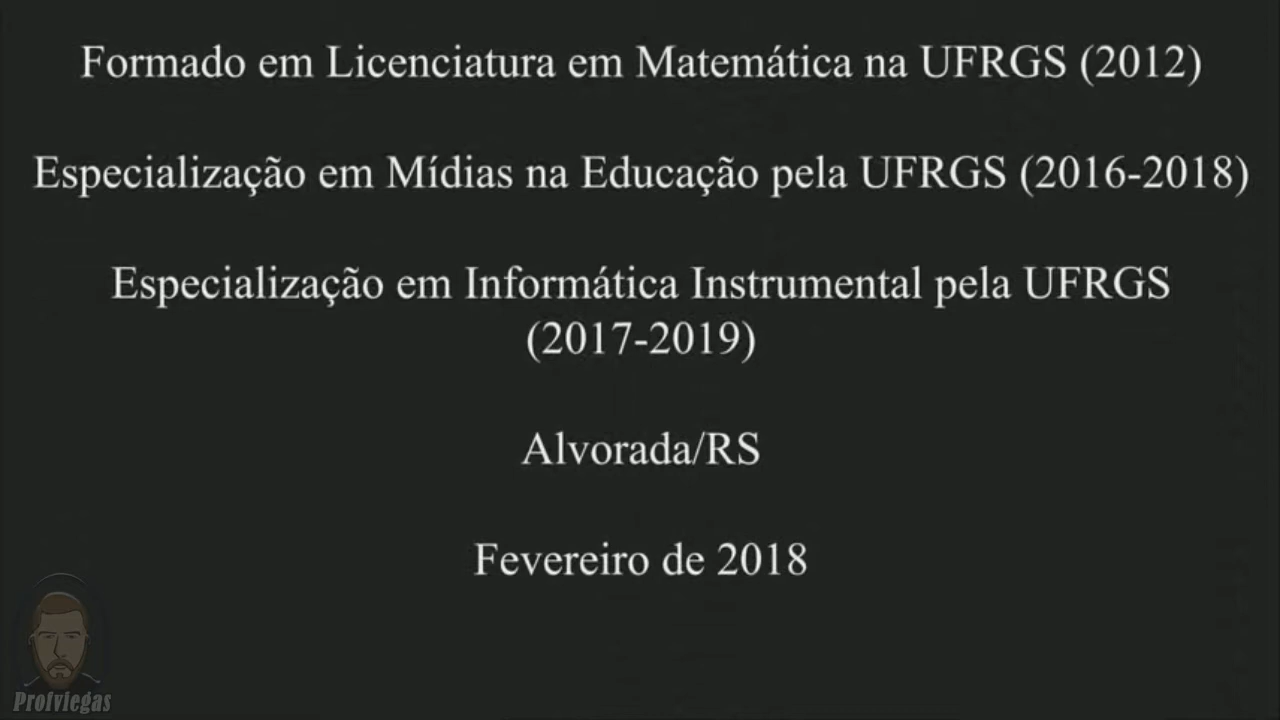 Formado em Licenciatura em Matemática na UFRGS (2012)
Especialização em Mídias na Educação pela UFRGS (2016-2018)
Especialização em Informática Instrumental pela UFRGS
(2017-2019)
Alvorada/RS
Fevereiro de 2018
Profviegas